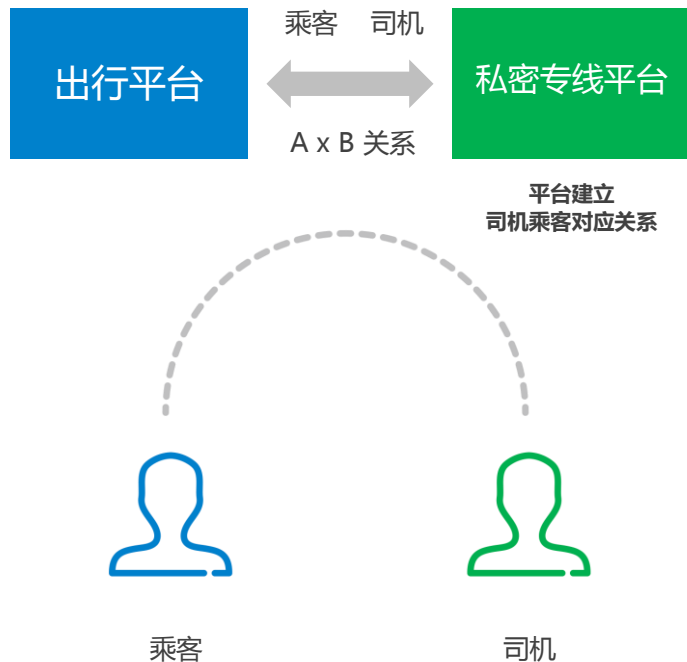 乘客 司机
出行平台
私密专线平台
A x B 关系
平台建立
司机乘客对应关系
乘客
司机